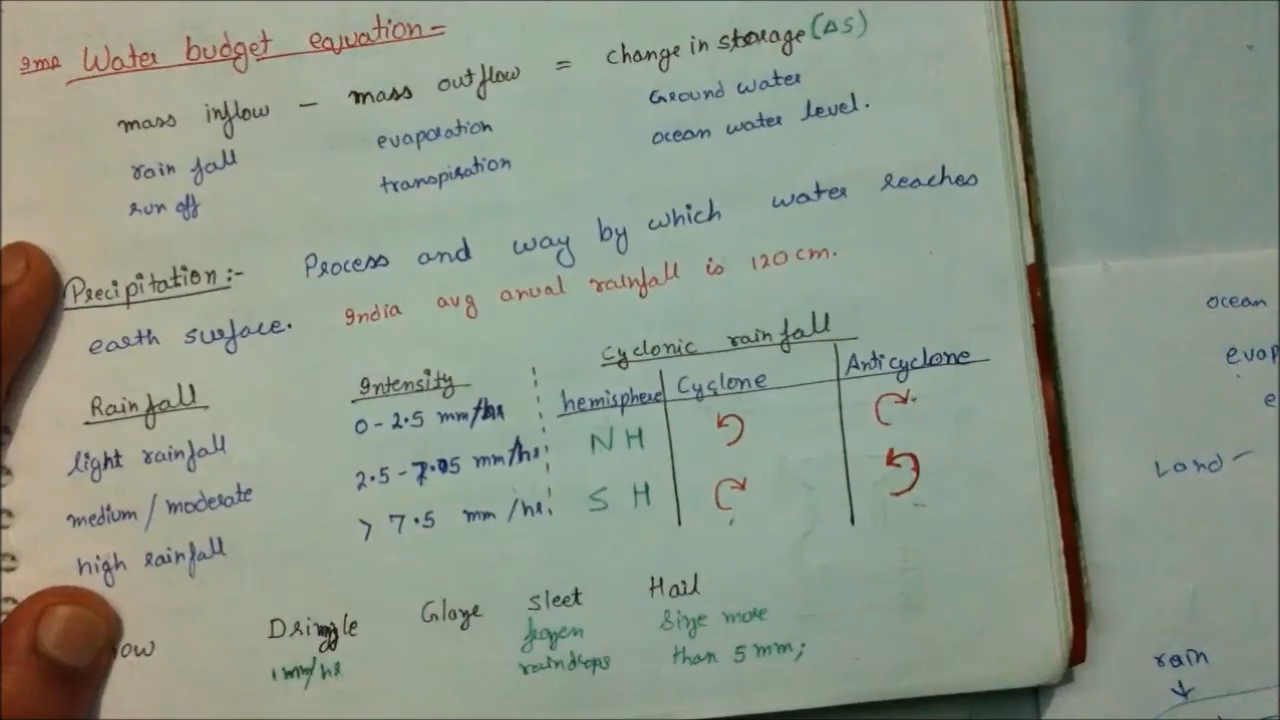 Imp Water budget equation =
mass inflow - mass outflow = change in storage (ΔS)
rain fall evaporation Ground water
run off transpiration ocean water level.
Precipitation :- Process and way by which water reaches
earth surface. India avg anual rainfall is 120 cm.
Cyclonic rainfall
Rainfall Intensity hemisphere Cyclone Anticyclone
light rainfall 0 - 2.5 mm/hr NH
medium / moderate 2.5 - 7.5 mm/hr. SH
high rainfall > 7.5 mm /hr.
Drizzle Glaze Sleet Hail
1 mm/hr frozen raindrops Size more than 5 mm;
ocean
evap
e
Land -
rain